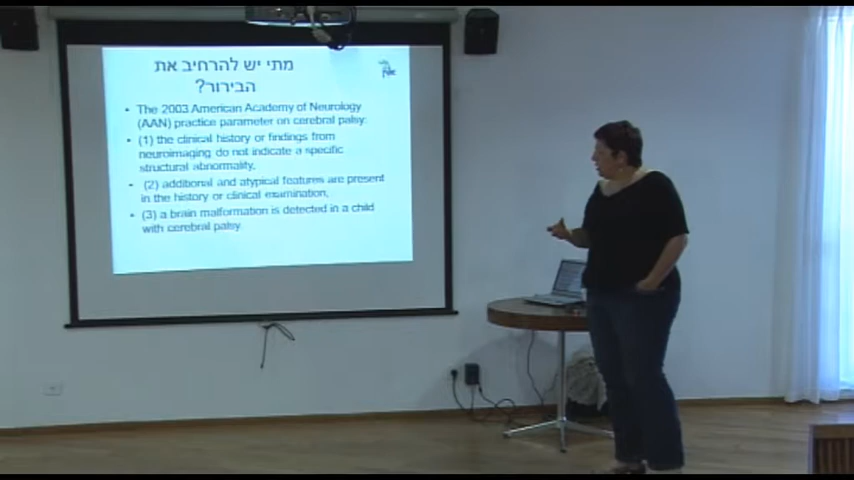 מתי יש להרחיב את
הבירור?
• The 2003 American Academy of Neurology
(AAN) practice parameter on cerebral palsy:
• (1) the clinical history or findings from
neuroimaging do not indicate a specific
structural abnormality,
• (2) additional and atypical features are present
in the history or clinical examination,
• (3) a brain malformation is detected in a child
with cerebral palsy